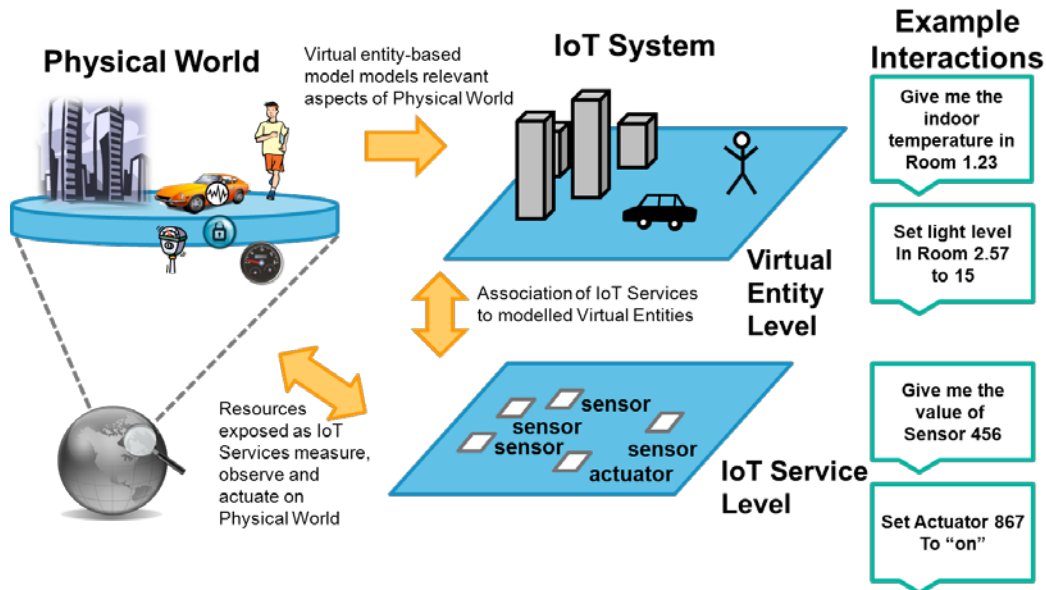 Physical World
Virtual entity-based
model models relevant
aspects of Physical World
IoT System
Example
Interactions
Give me the
indoor
temperature in
Room 1.23
Set light level
In Room 2.57
to 15
Virtual
Entity
Level
Association of IoT Services
to modelled Virtual Entities
Resources
exposed as IoT
Services measure,
observe and
actuate on
Physical World
sensor
sensor
sensor
sensor
actuator
IoT Service
Level
Give me the
value of
Sensor 456
Set Actuator 867
To “on”